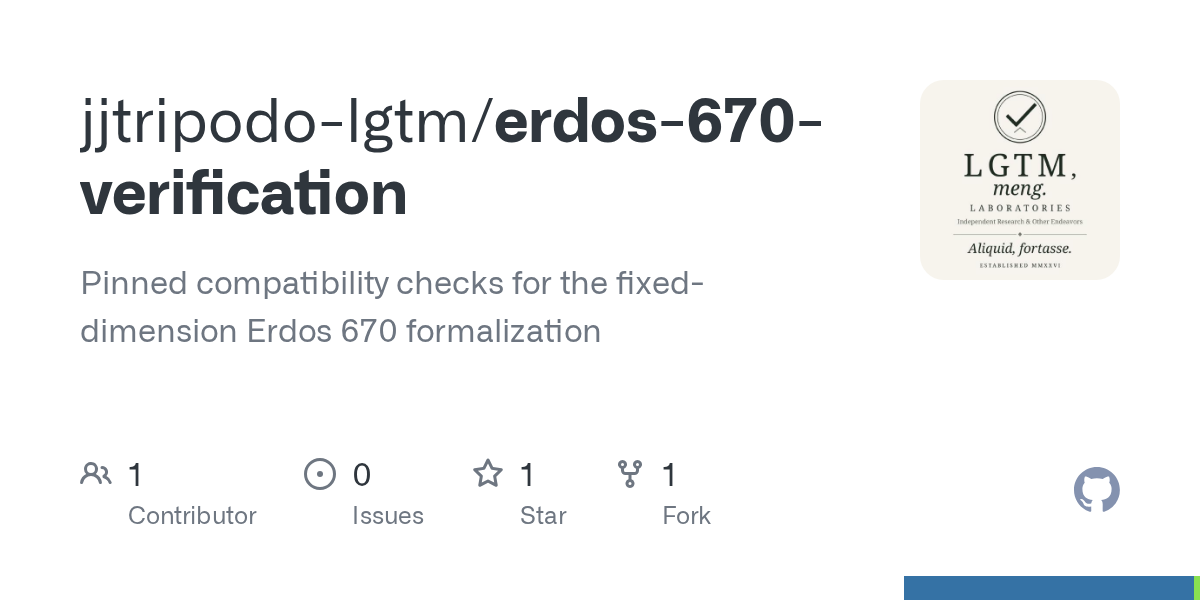 jjtripodo-lgtm/erdos-670-
verification
Pinned compatibility checks for the fixed-
dimension Erdos 670 formalization
LGTM,
meng.
LABORATORIES
Independent Research & Other Endeavors
Aliquid, fortasse.
ESTABLISHED MMXXVI
1
Contributor
0
Issues
1
Star
1
Fork